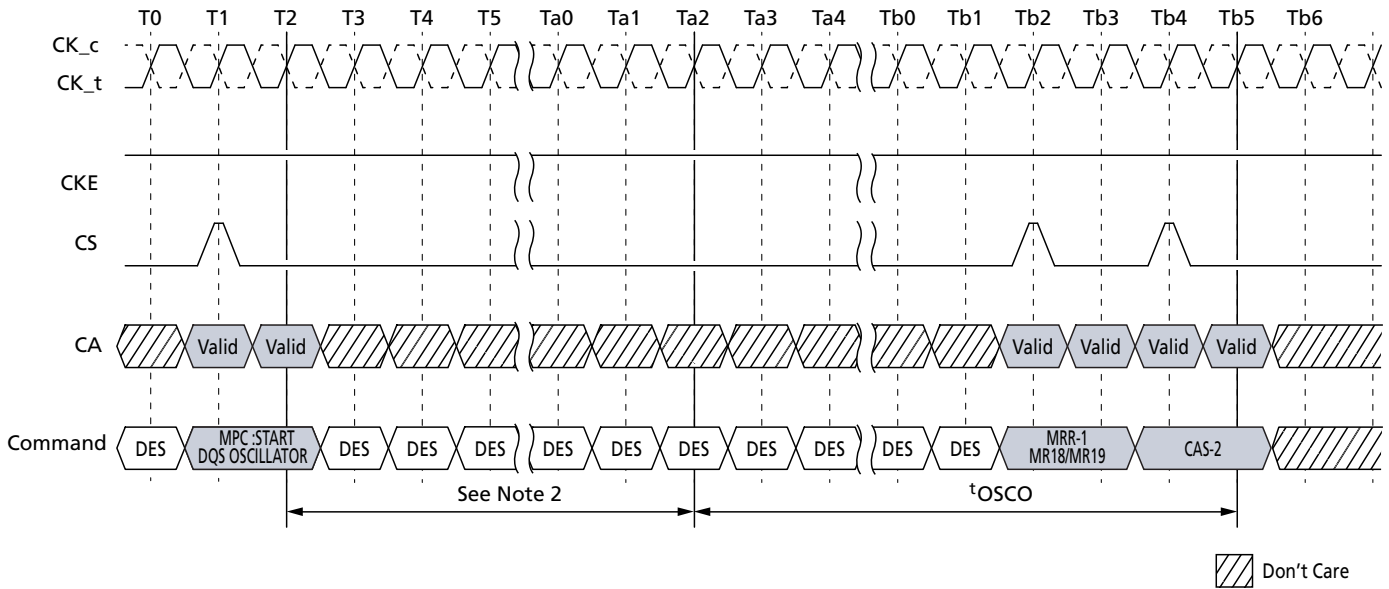 T0 T1 T2 T3 T4 T5 Ta0 Ta1 Ta2 Ta3 Ta4 Tb0 Tb1 Tb2 Tb3 Tb4 Tb5 Tb6
CK_c
CK_t
CKE
CS
CA Valid Valid Valid Valid Valid Valid
Command DES MPC :START DES DES DES DES DES DES DES DES DES DES MRR-1 CAS-2
DQS OSCILLATOR MR18/MR19
See Note 2 tOSCO
Don't Care